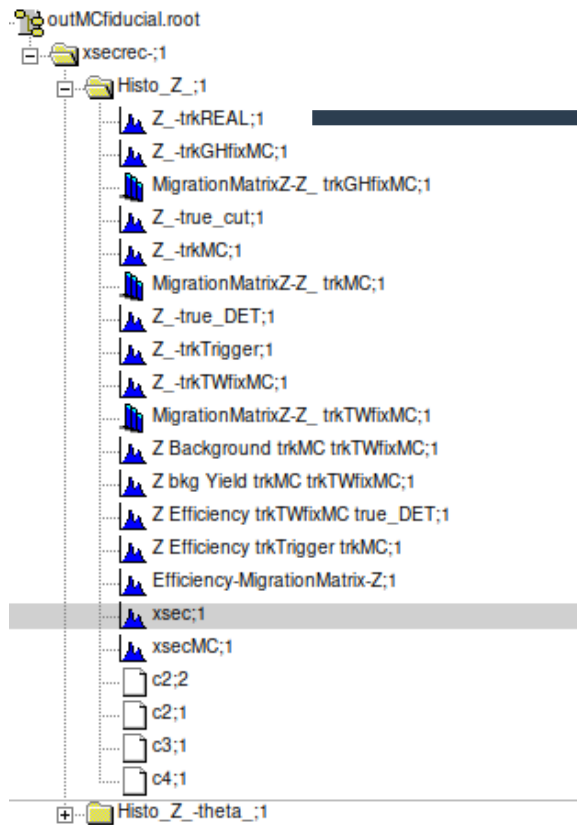 outMCfiducial.root
xsecrec-;1
Histo_Z_;1
Z_-trkREAL;1
Z_-trkGHfixMC;1
MigrationMatrixZ-Z_ trkGHfixMC;1
Z_-true_cut;1
Z_-trkMC;1
MigrationMatrixZ-Z_ trkMC;1
Z_-true_DET;1
Z_-trkTrigger;1
Z_-trkTWfixMC;1
MigrationMatrixZ-Z_ trkTWfixMC;1
Z Background trkMC trkTWfixMC;1
Z bkg Yield trkMC trkTWfixMC;1
Z Efficiency trkTWfixMC true_DET;1
Z Efficiency trkTrigger trkMC;1
Efficiency-MigrationMatrix-Z;1
xsec;1
xsecMC;1
c2;2
c2;1
c3;1
c4;1
Histo_Z_-theta_;1